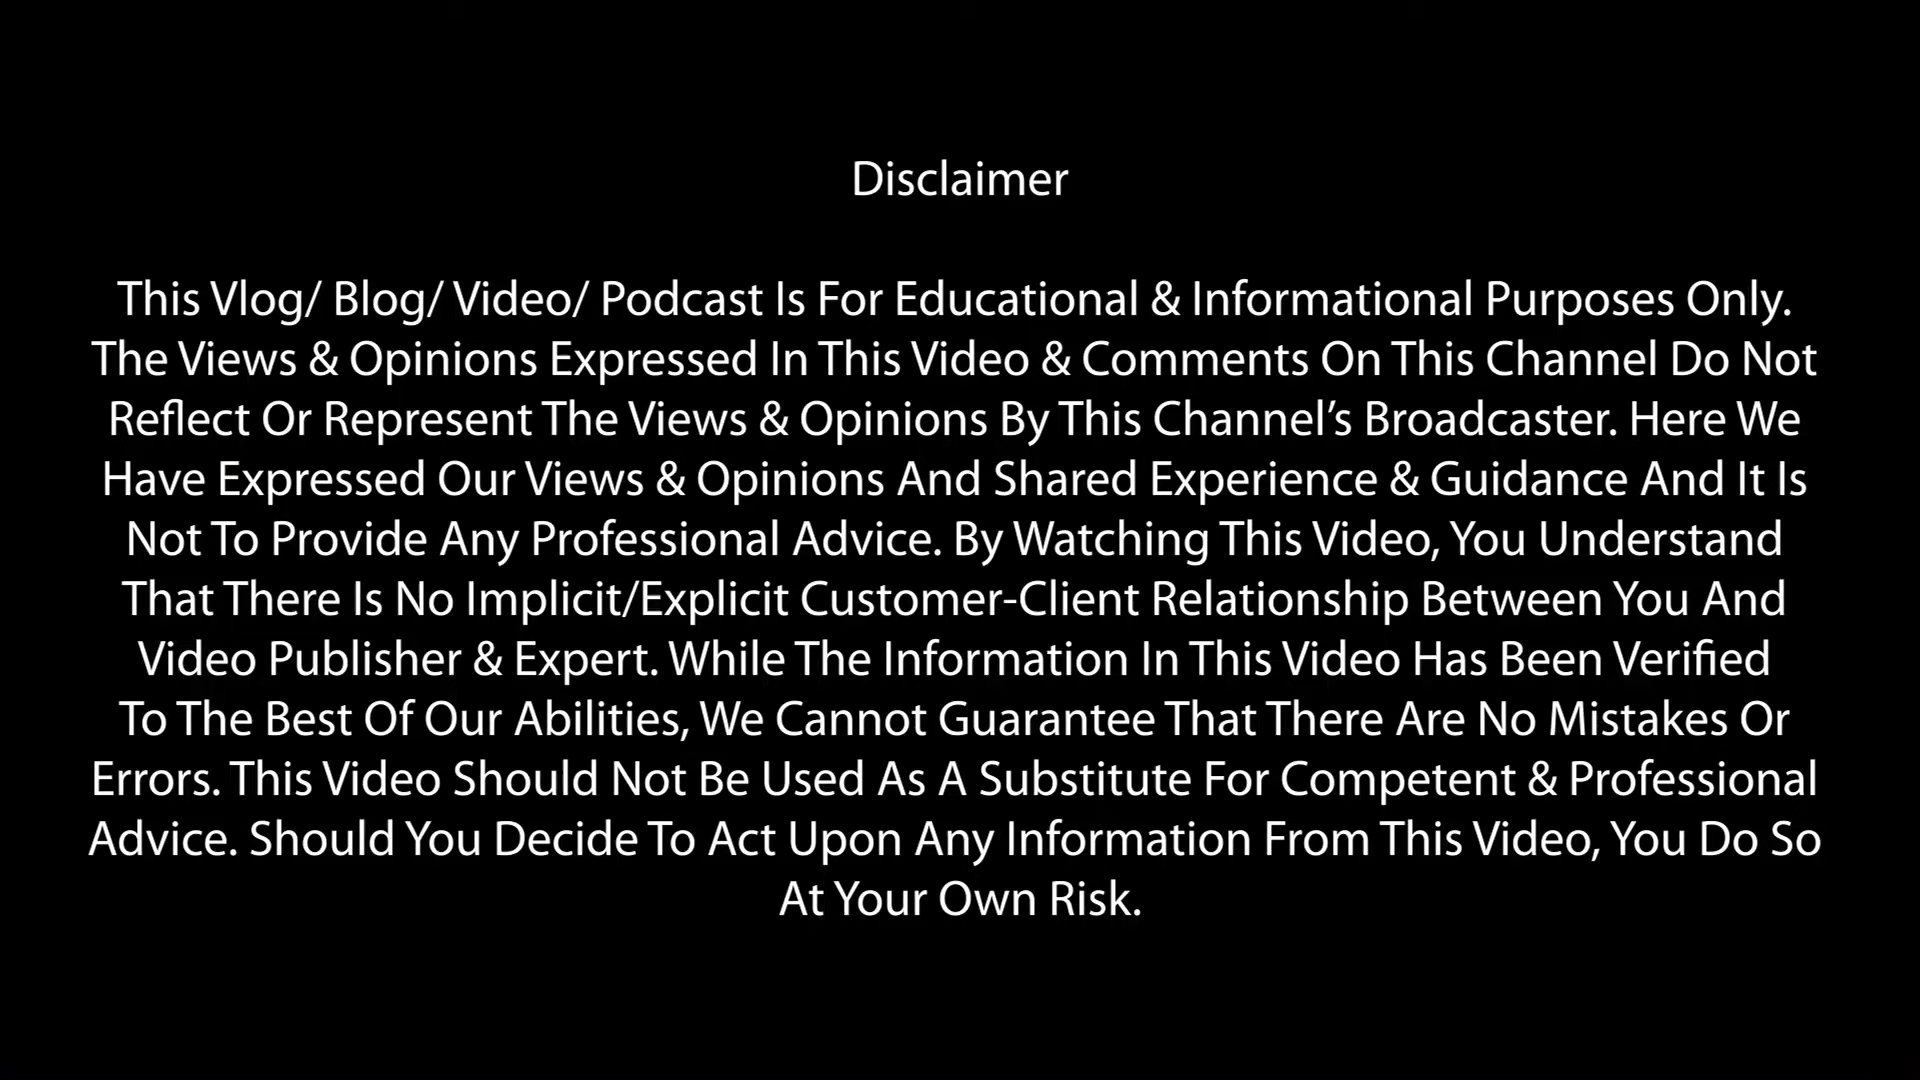 Disclaimer
This Vlog/ Blog/ Video/ Podcast Is For Educational & Informational Purposes Only.
The Views & Opinions Expressed In This Video & Comments On This Channel Do Not
Reflect Or Represent The Views & Opinions By This Channel’s Broadcaster. Here We
Have Expressed Our Views & Opinions And Shared Experience & Guidance And It Is
Not To Provide Any Professional Advice. By Watching This Video, You Understand
That There Is No Implicit/Explicit Customer-Client Relationship Between You And
Video Publisher & Expert. While The Information In This Video Has Been Verified
To The Best Of Our Abilities, We Cannot Guarantee That There Are No Mistakes Or
Errors. This Video Should Not Be Used As A Substitute For Competent & Professional
Advice. Should You Decide To Act Upon Any Information From This Video, You Do So
At Your Own Risk.